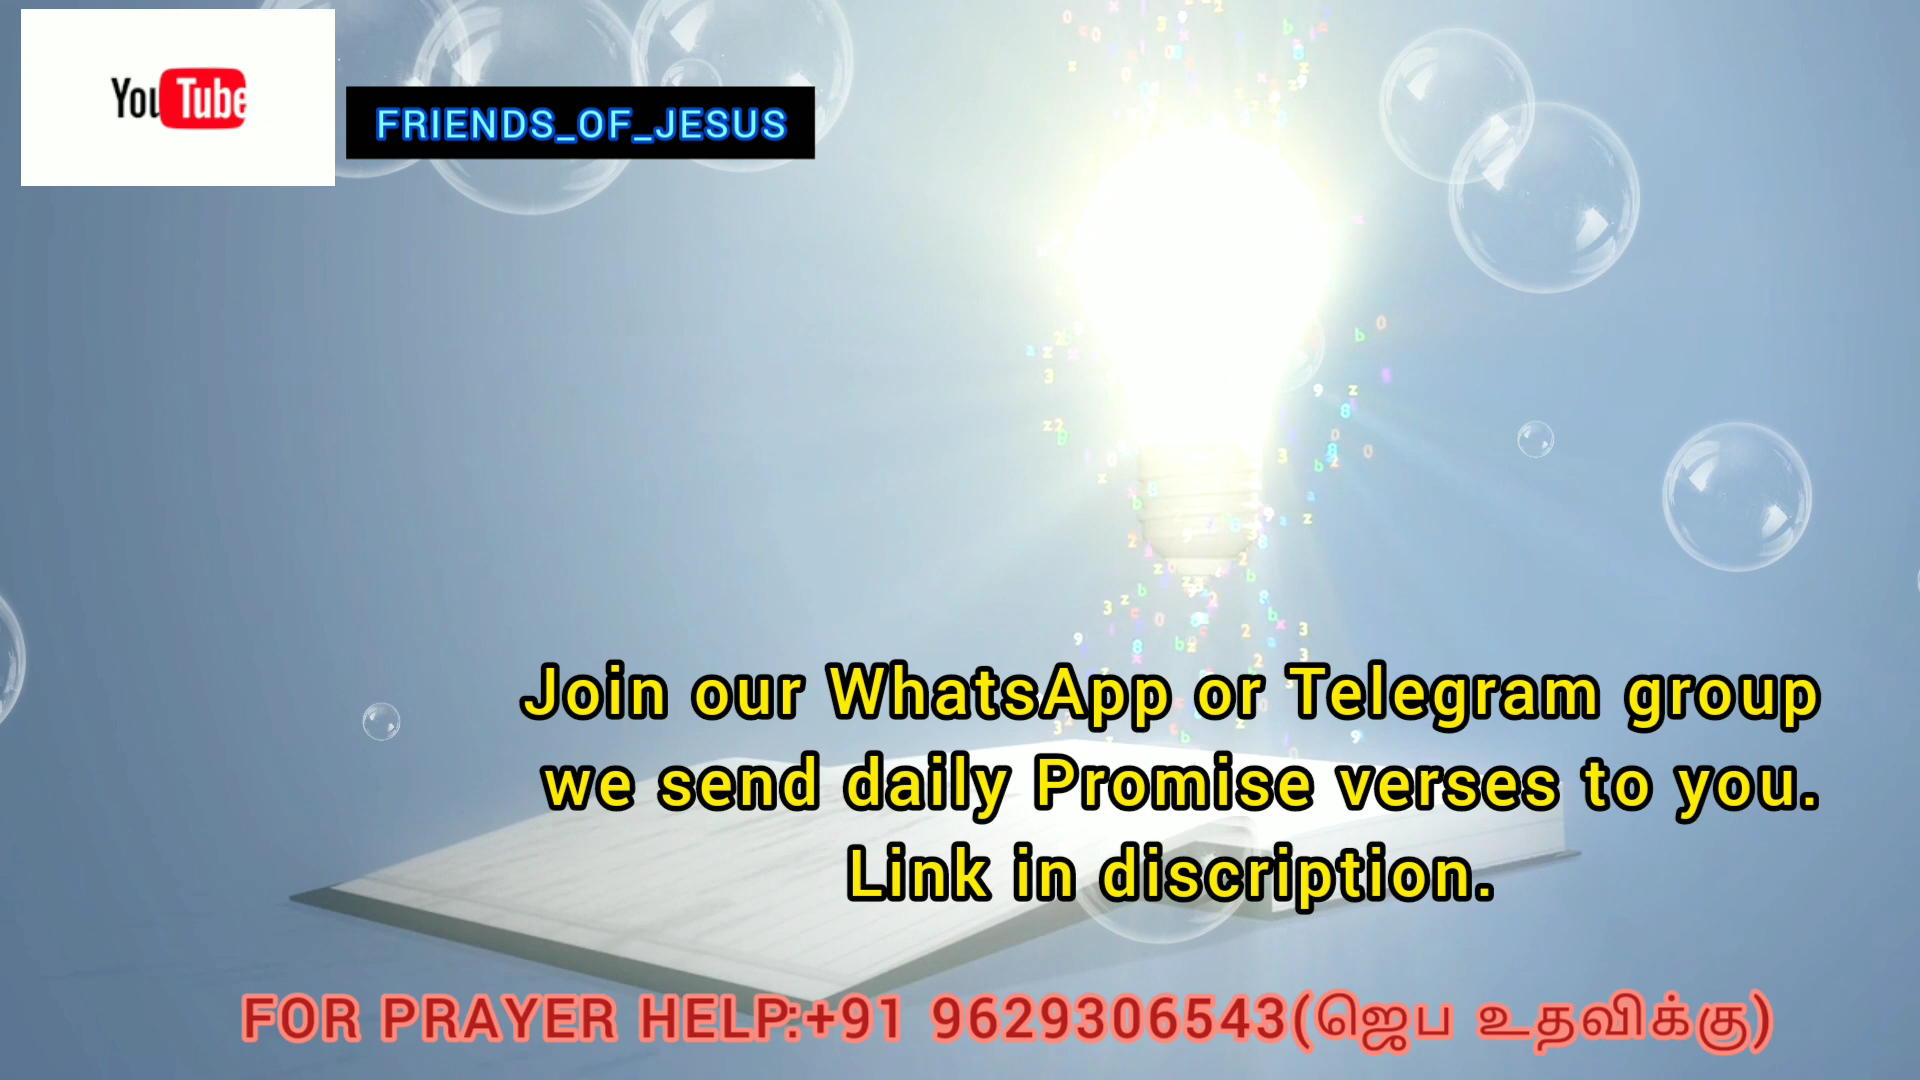 YouTube
FRIENDS_OF_JESUS
Join our WhatsApp or Telegram group
we send daily Promise verses to you.
Link in discription.
FOR PRAYER HELP:+91 9629306543(ஜெப உதவிக்கு)